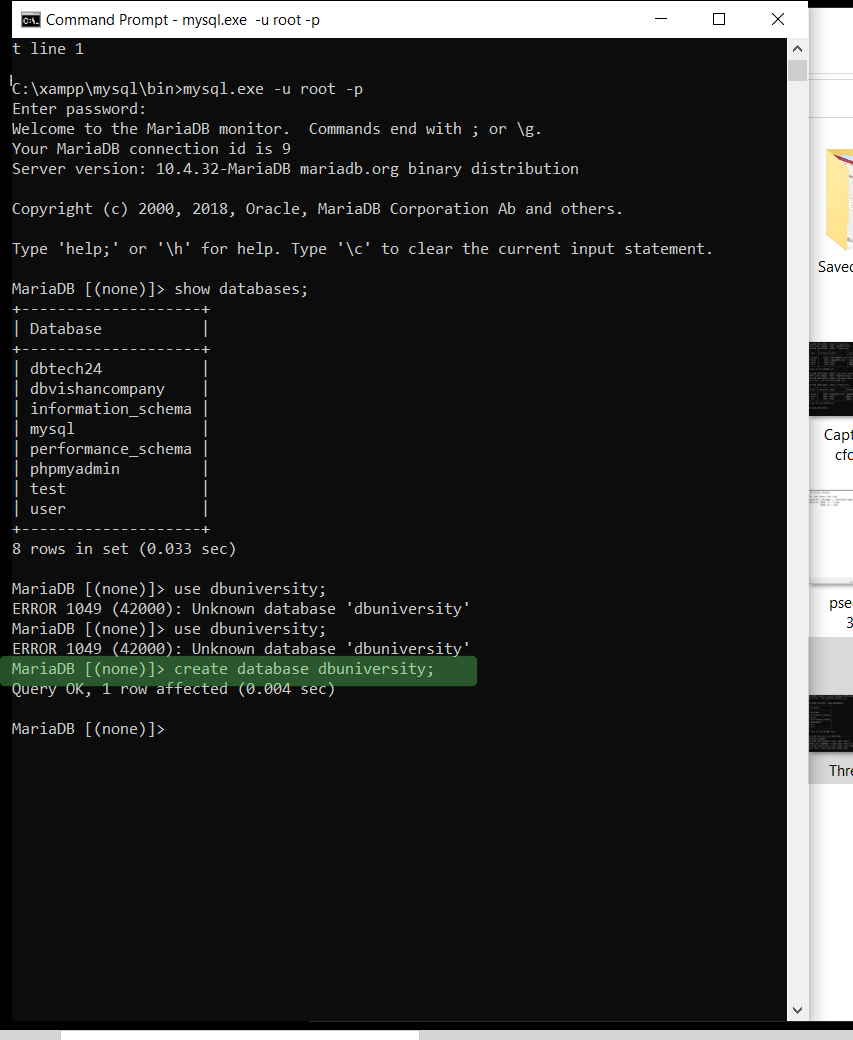 Command Prompt - mysql.exe  -u root -p
t line 1
C:\xampp\mysql\bin>mysql.exe -u root -p
Enter password:
Welcome to the MariaDB monitor.  Commands end with ; or \g.
Your MariaDB connection id is 9
Server version: 10.4.32-MariaDB mariadb.org binary distribution
Copyright (c) 2000, 2018, Oracle, MariaDB Corporation Ab and others.
Type 'help;' or '\h' for help. Type '\c' to clear the current input statement.
MariaDB [(none)]> show databases;
+--------------------+
| Database           |
+--------------------+
| dbtech24           |
| dbvishancompany    |
| information_schema |
| mysql              |
| performance_schema |
| phpmyadmin         |
| test               |
| user               |
+--------------------+
8 rows in set (0.033 sec)
MariaDB [(none)]> use dbuniversity;
ERROR 1049 (42000): Unknown database 'dbuniversity'
MariaDB [(none)]> use dbuniversity;
ERROR 1049 (42000): Unknown database 'dbuniversity'
MariaDB [(none)]> create database dbuniversity;
Query OK, 1 row affected (0.004 sec)
MariaDB [(none)]>
Saved
Capt
cfc
pse
3
Thre